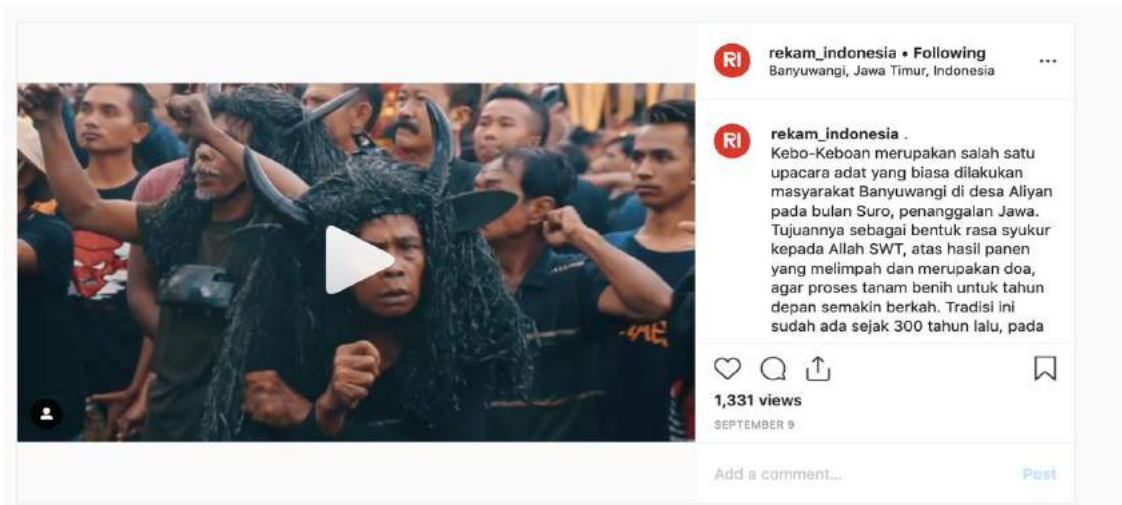 RI
rekam_indonesia • Following
Banyuwangi, Jawa Timur, Indonesia
RI
rekam_indonesia .
Kebo-Keboan merupakan salah satu
upacara adat yang biasa dilakukan
masyarakat Banyuwangi di desa Aliyan
pada bulan Suro, penanggalan Jawa.
Tujuannya sebagai bentuk rasa syukur
kepada Allah SWT, atas hasil panen
yang melimpah dan merupakan doa,
agar proses tanam benih untuk tahun
depan semakin berkah. Tradisi ini
sudah ada sejak 300 tahun lalu, pada
1,331 views
SEPTEMBER 9
Add a comment...
Post